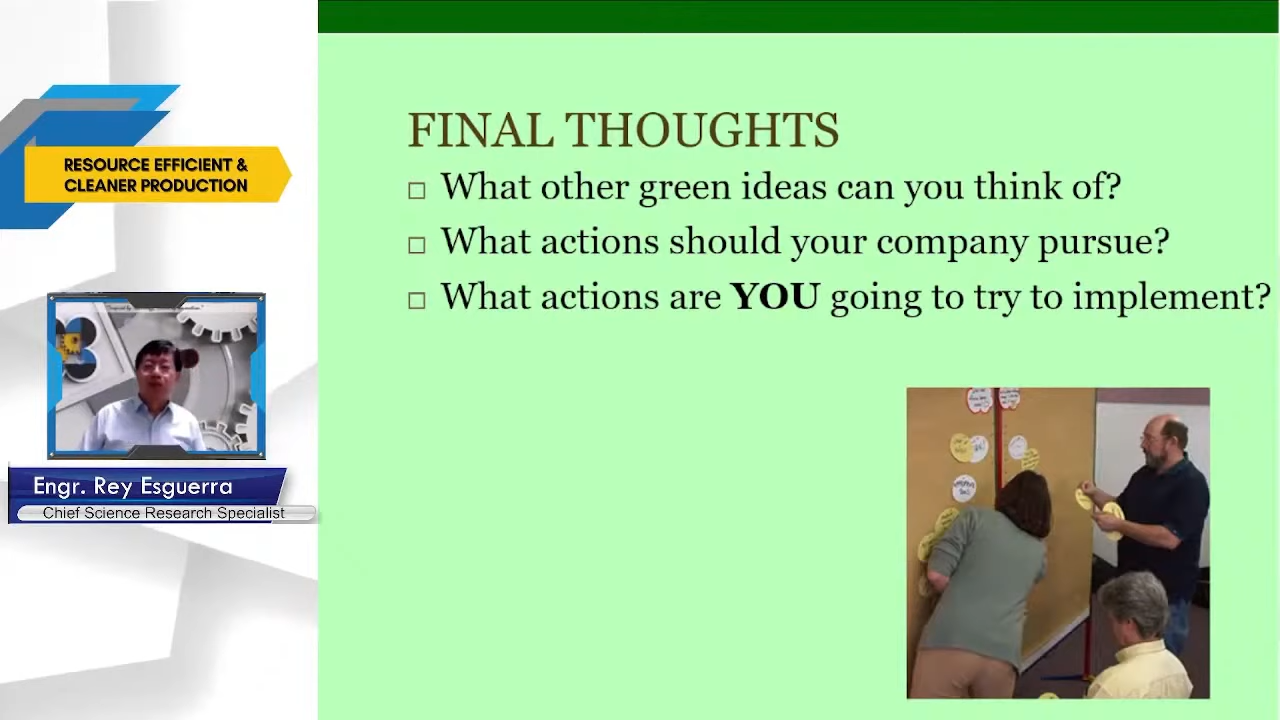 RESOURCE EFFICIENT &
CLEANER PRODUCTION
Engr. Rey Esguerra
Chief Science Research Specialist
FINAL THOUGHTS
What other green ideas can you think of?
What actions should your company pursue?
What actions are YOU going to try to implement?